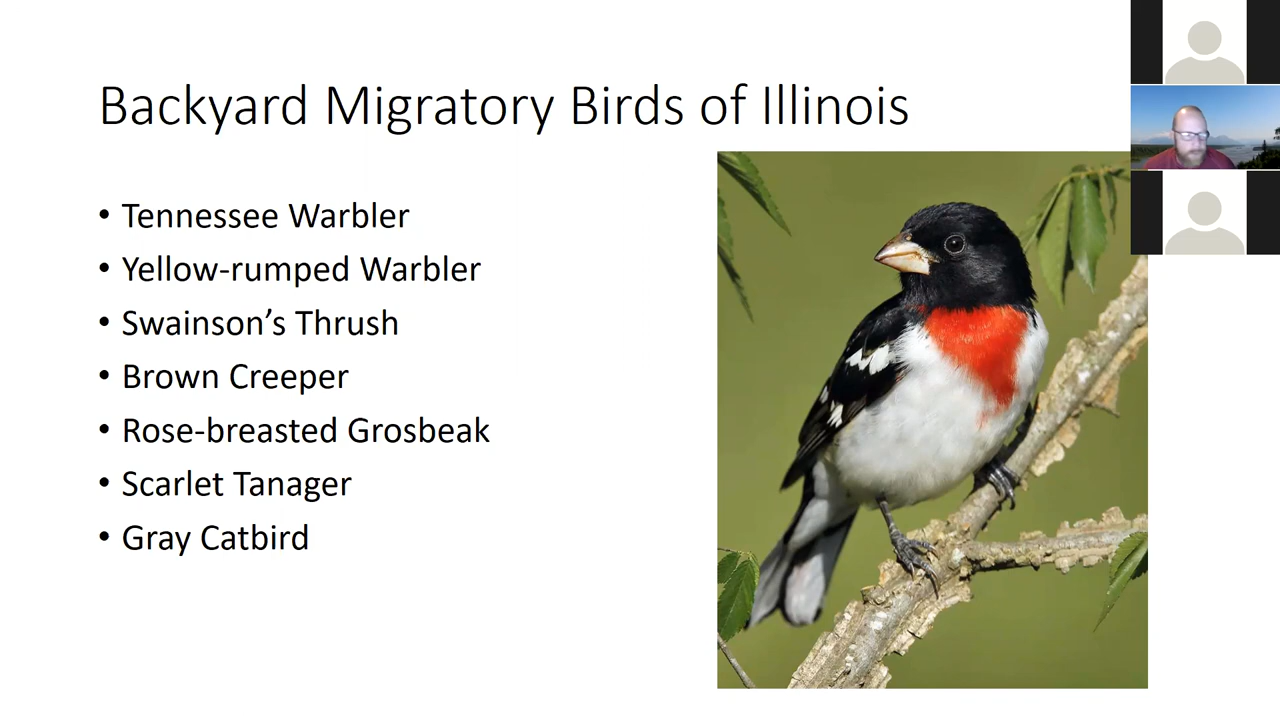 Backyard Migratory Birds of Illinois
• Tennessee Warbler
• Yellow-rumped Warbler
• Swainson’s Thrush
• Brown Creeper
• Rose-breasted Grosbeak
• Scarlet Tanager
• Gray Catbird